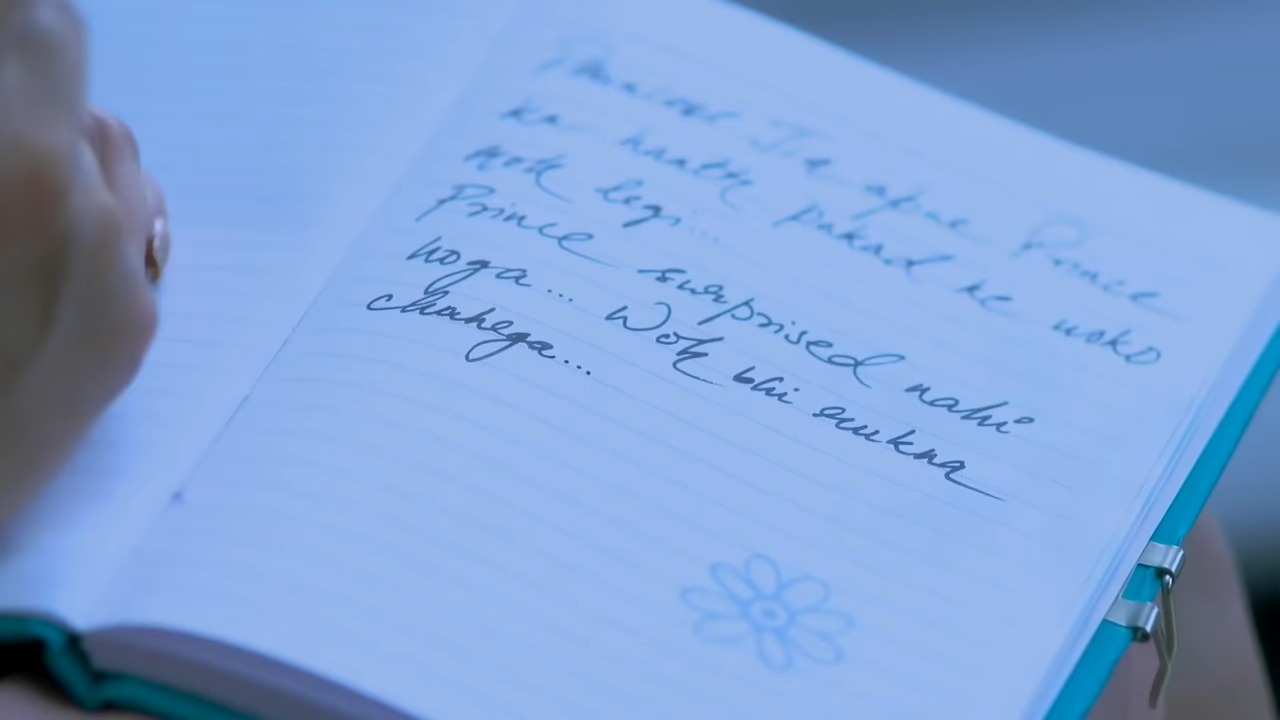 Jia apne Prince
ka haath pakad ke usko
rok legi...
Prince surprised nahi
hoga... Woh bhi rukna
chahega...